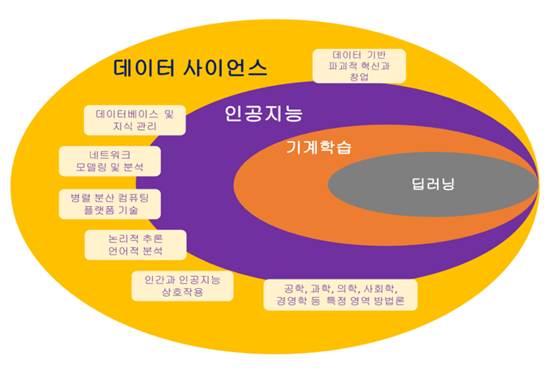 데이터 사이언스
데이터 기반
파괴적 혁신과
창업
인공지능
데이터베이스 및
지식 관리
기계학습
네트워크
모델링 및 분석
딥러닝
병렬 분산 컴퓨팅
플랫폼 기술
논리적 추론
언어적 분석
인간과 인공지능
상호작용
공학, 과학, 의학, 사회학,
경영학 등 특정 영역 방법론